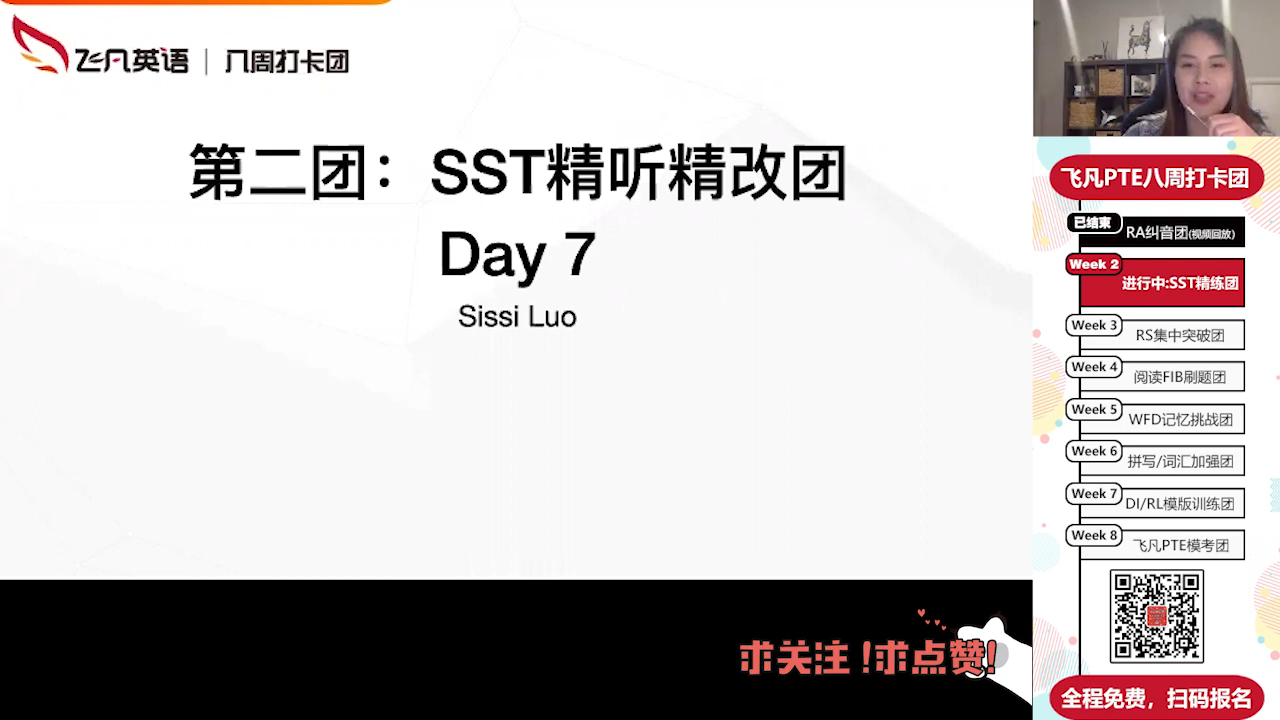 飞凡英语 | 八周打卡团
第二团：SST精听精改团
Day 7
Sissi Luo
求关注！求点赞！
飞凡PTE八周打卡团
已结束
RA纠音团(视频回放)
Week 2
进行中:SST精练团
Week 3
RS集中突破团
Week 4
阅读FIB刷题团
Week 5
WFD记忆挑战团
Week 6
拼写/词汇加强团
Week 7
DI/RL模版训练团
Week 8
飞凡PTE模考团
全程免费，扫码报名